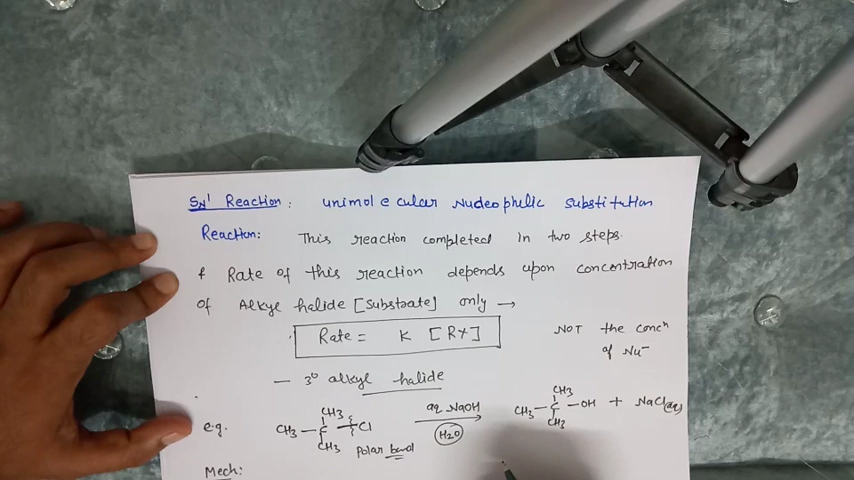 SN1 Reaction: unimolecular Nucleophilic Substitution
Reaction: This reaction completed in two steps.
& Rate of this reaction depends upon concentration
of Alkyl halide [Substrate] only →
Rate = K [RX]
NOT the concn
of Nu-
— 3° alkyl halide
e.g.
CH3
CH3 — C — Cl
CH3
Polar bond
aq NaOH
H2O
CH3
CH3 — C — OH + NaCl(aq)
CH3
Mech: